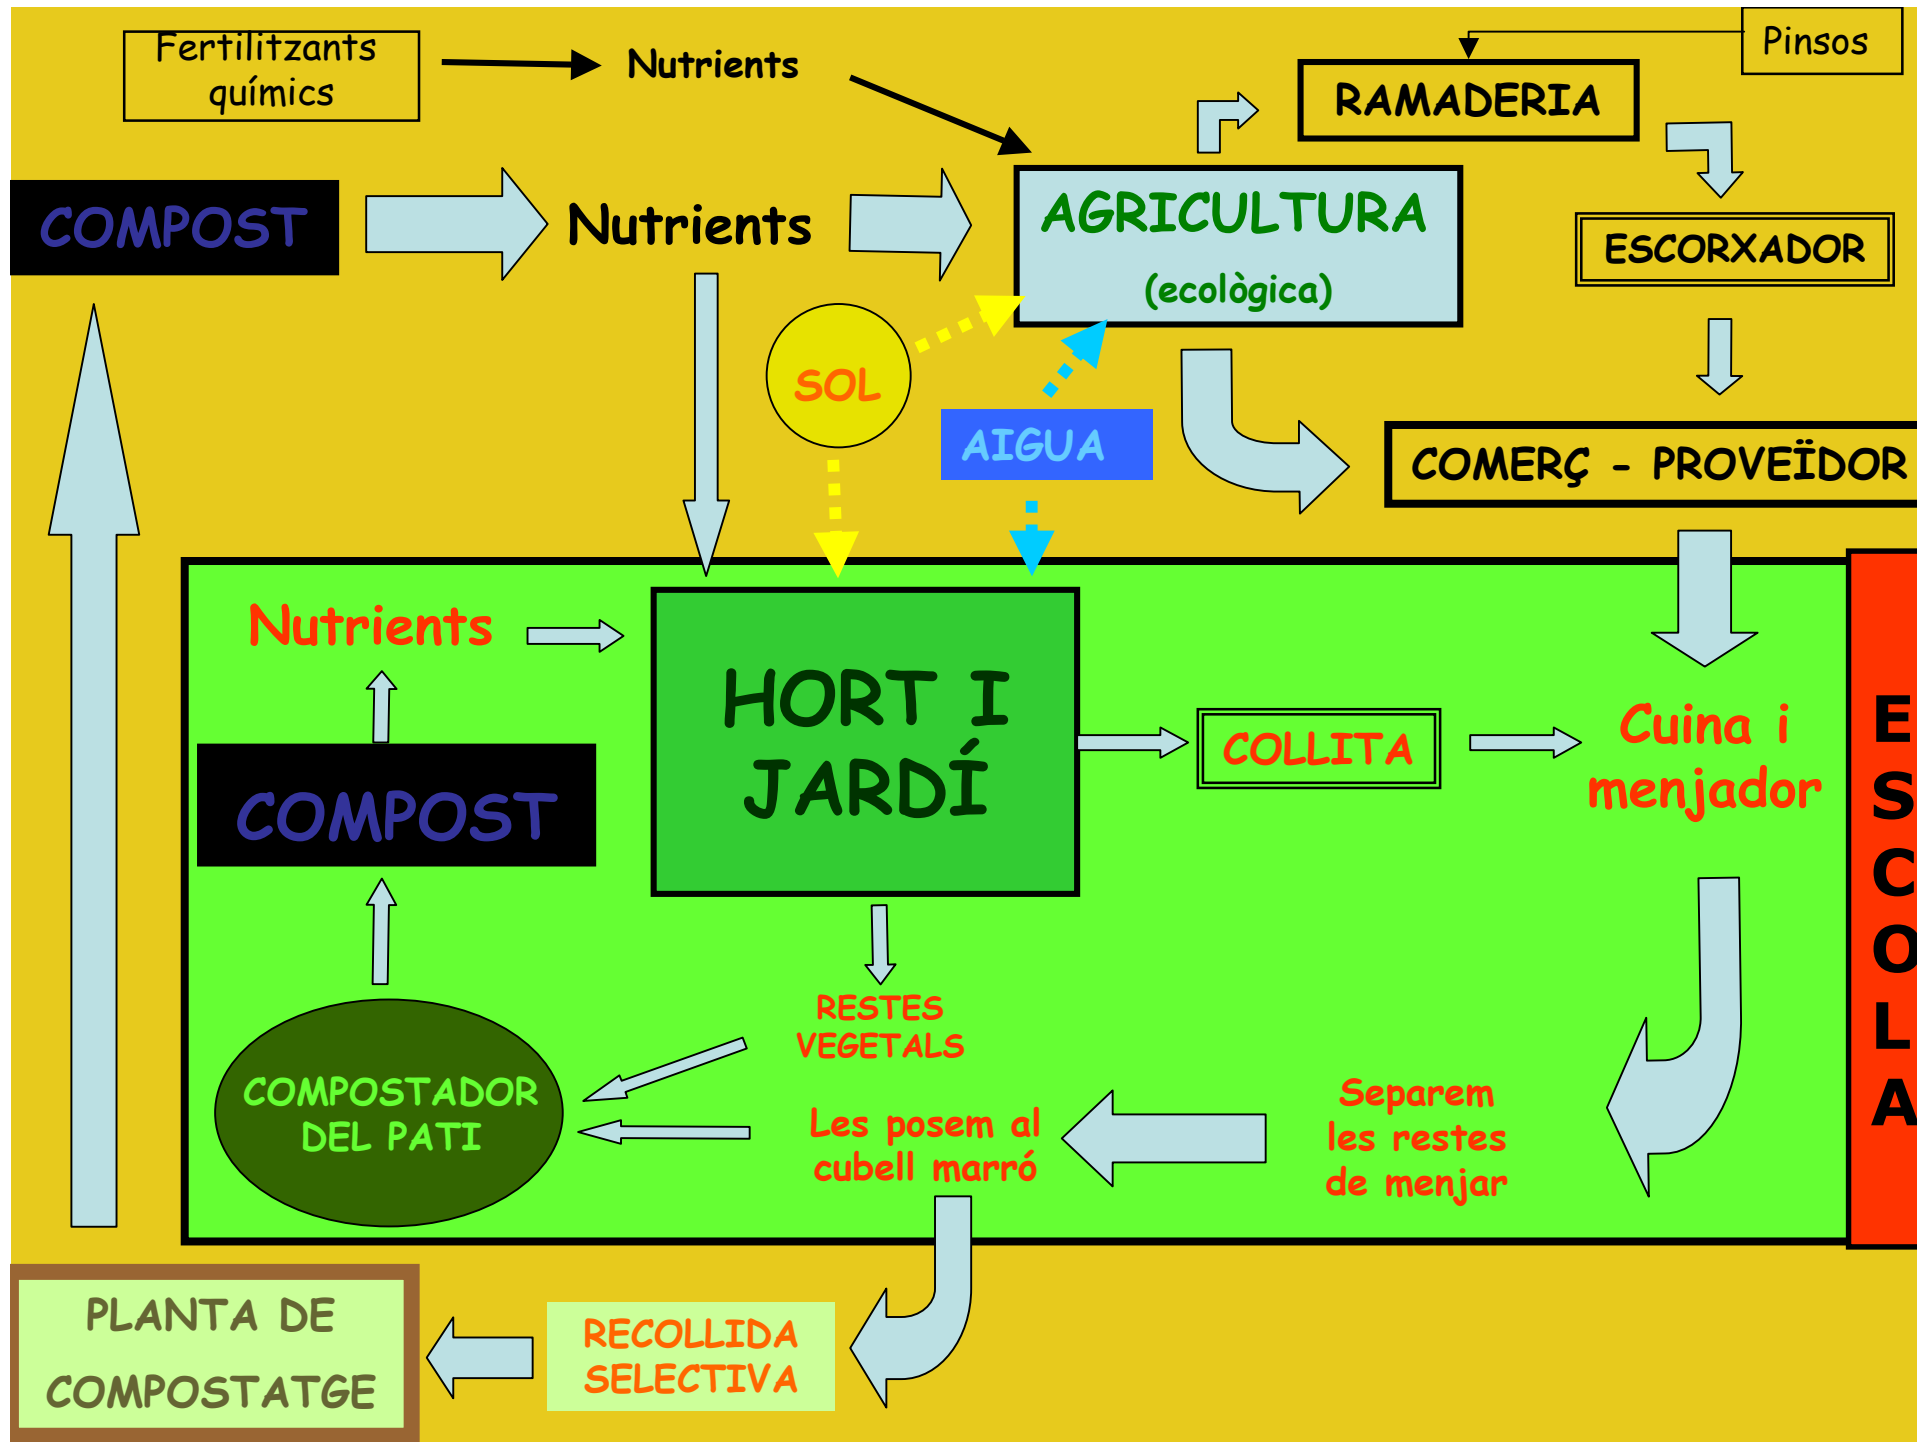 Fertilitzants
químics
Nutrients
Pinsos
RAMADERIA
COMPOST
Nutrients
AGRICULTURA
(ecològica)
ESCORXADOR
SOL
AIGUA
COMERÇ - PROVEÏDOR
Nutrients
HORT I
JARDÍ
COLLITA
Cuina i
menjador
COMPOST
RESTES
VEGETALS
COMPOSTADOR
DEL PATI
Les posem al
cubell marró
Separem
les restes
de menjar
E
S
C
O
L
A
PLANTA DE
COMPOSTATGE
RECOLLIDA
SELECTIVA